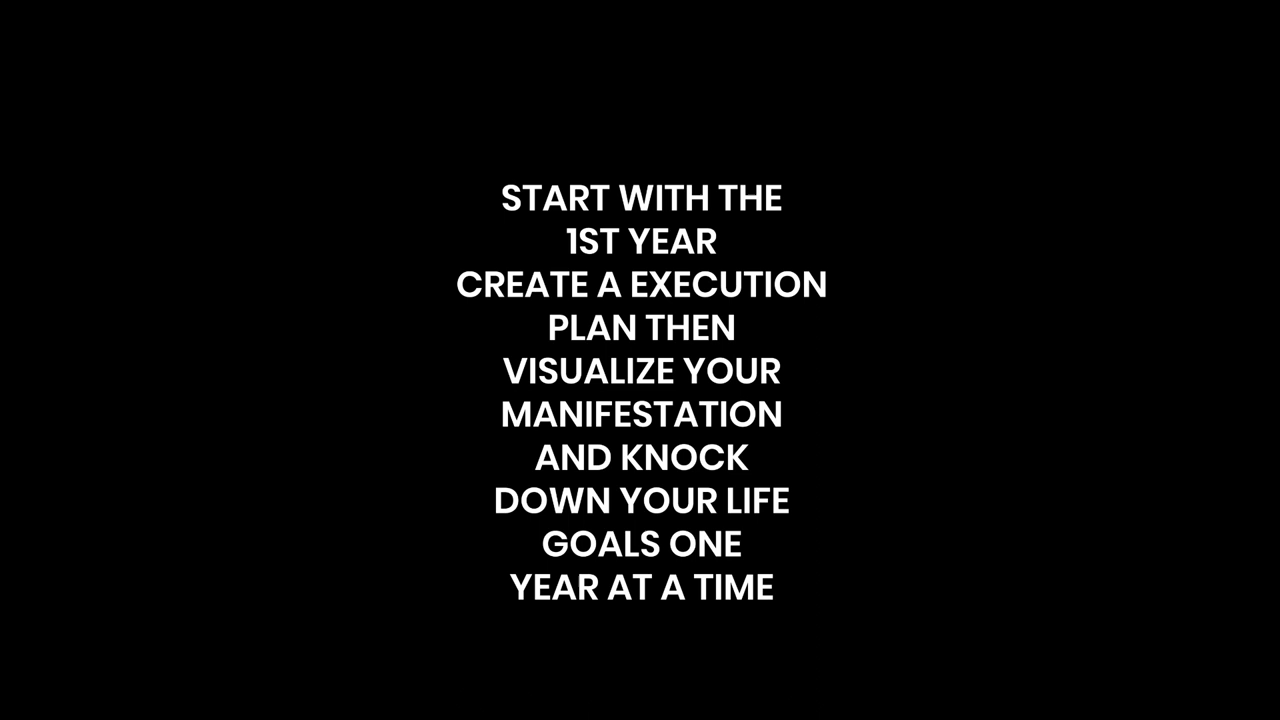 START WITH THE
1ST YEAR
CREATE A EXECUTION
PLAN THEN
VISUALIZE YOUR
MANIFESTATION
AND KNOCK
DOWN YOUR LIFE
GOALS ONE
YEAR AT A TIME